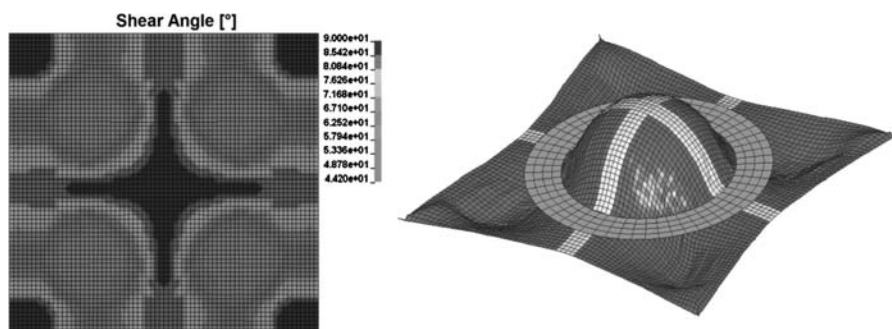 Shear Angle [º]
9.000e+01
8.542e+01
8.084e+01
7.626e+01
7.168e+01
6.710e+01
6.252e+01
5.794e+01
5.336e+01
4.878e+01
4.420e+01